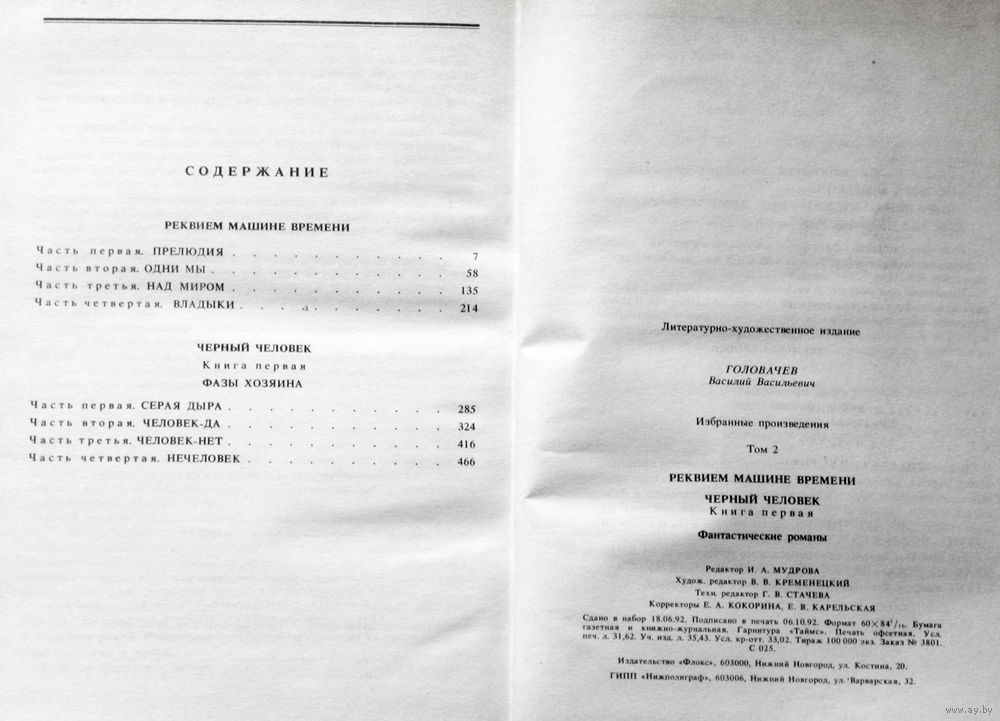 СОДЕРЖАНИЕ
РЕКВИЕМ МАШИНЕ ВРЕМЕНИ
Часть первая. ПРЕЛЮДИЯ . . . . . . . . . . . . 7
Часть вторая. ОДНИ МЫ . . . . . . . . . . . . 58
Часть третья. НАД МИРОМ . . . . . . . . . . . . 135
Часть четвертая. ВЛАДЫКИ . . . . . . . . . . . 214
ЧЕРНЫЙ ЧЕЛОВЕК
Книга первая
ФАЗЫ ХОЗЯИНА
Часть первая. СЕРАЯ ДЫРА . . . . . . . . . . . . 285
Часть вторая. ЧЕЛОВЕК-ДА . . . . . . . . . . . . 324
Часть третья. ЧЕЛОВЕК-НЕТ . . . . . . . . . . . . 416
Часть четвертая. НЕЧЕЛОВЕК . . . . . . . . . . . 466
Литературно-художественное издание
ГОЛОВАЧЕВ
Василий Васильевич
Избранные произведения
Том 2
РЕКВИЕМ МАШИНЕ ВРЕМЕНИ
ЧЕРНЫЙ ЧЕЛОВЕК
Книга первая
Фантастические романы
Редактор И. А. МУДРОВА
Худож. редактор В. В. КРЕМЕНЕЦКИЙ
Техн. редактор Г. В. СТАЧЕВА
Корректоры Е. А. КОКОРИНА, Е. В. КАРЕЛЬСКАЯ
Сдано в набор 18.06.92. Подписано в печать 06.10.92. Формат 60×84¹/₁₆. Бумага
газетная и книжно-журнальная. Гарнитура «Таймс». Печать офсетная. Усл.
печ. л. 31,62. Уч. изд. л. 35,43. Усл. кр-отт. 33,02. Тираж 100 000 экз. Заказ № 3801.
С 025.
Издательство «Флокс», 603000, Нижний Новгород, ул. Костина, 20.
ГИПП «Нижполиграф», 603006, Нижний Новгород, ул. Варварская, 32.
www.ay.by